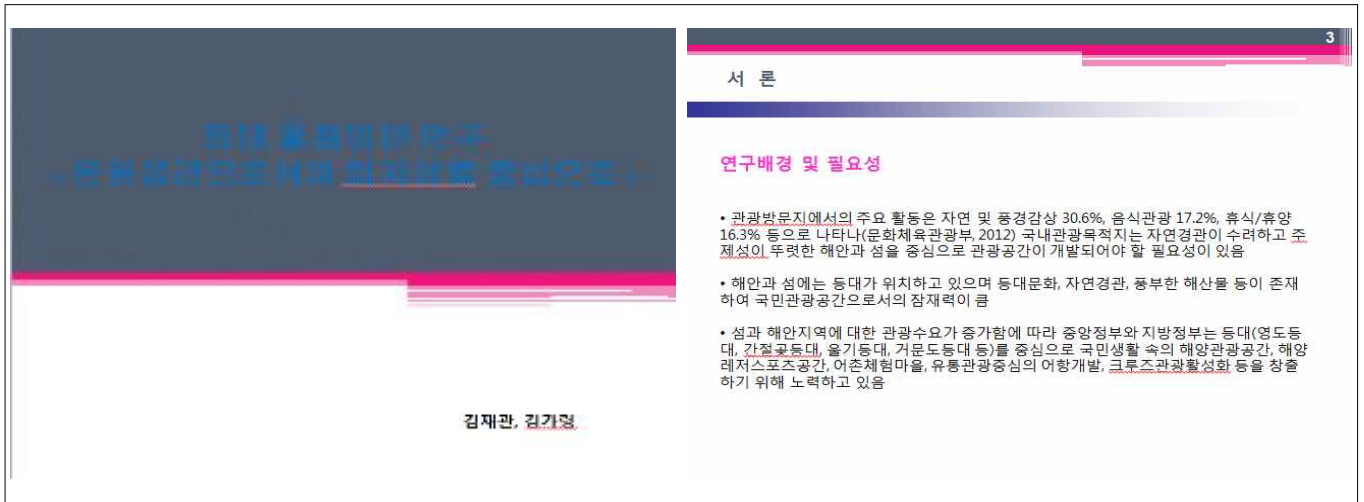 김재관, 김가령
3
서 론
연구배경 및 필요성
• 관광방문지에서의 주요 활동은 자연 및 풍경감상 30.6%, 음식관광 17.2%, 휴식/휴양
16.3% 등으로 나타나(문화체육관광부, 2012) 국내관광목적지는 자연경관이 수려하고 주
제성이 뚜렷한 해안과 섬을 중심으로 관광공간이 개발되어야 할 필요성이 있음
• 해안과 섬에는 등대가 위치하고 있으며 등대문화, 자연경관, 풍부한 해산물 등이 존재
하여 국민관광공간으로서의 잠재력이 큼
• 섬과 해안지역에 대한 관광수요가 증가함에 따라 중앙정부와 지방정부는 등대(영도등
대, 간절곶등대, 울기등대, 거문도등대 등)를 중심으로 국민생활 속의 해양관광공간, 해양
레저스포츠공간, 어촌체험마을, 유통관광중심의 어항개발, 크루즈관광활성화 등을 창출
하기 위해 노력하고 있음